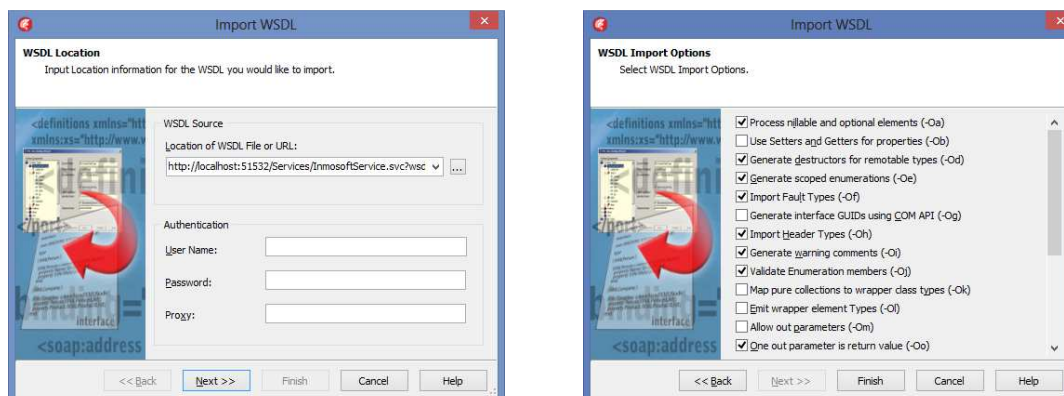 Import WSDL
WSDL Location
Input Location information for the WSDL you would like to import.
WSDL Source
Location of WSDL File or URL:
http://localhost:51532/Services/InmosoftService.svc?wsc
...
Authentication
User Name:
Password:
Proxy:
<definitions xmlns="htt
xmlns:xs="http://www.v
<defini
</port>
binding="
interface
<soap:address
<< Back
Next >>
Finish
Cancel
Help
Import WSDL
WSDL Import Options
Select WSDL Import Options.
<definitions xmlns="htt
xmlns:xs="http://www.v
<defini
</port>
binding="
interface
<soap:address
Process nillable and optional elements (-Oa)
Use Setters and Getters for properties (-Ob)
Generate destructors for remotable types (-Od)
Generate scoped enumerations (-Oe)
Import Fault Types (-Of)
Generate interface GUIDs using COM API (-Og)
Import Header Types (-Oh)
Generate warning comments (-Oi)
Validate Enumeration members (-Oj)
Map pure collections to wrapper class types (-Ok)
Emit wrapper element Types (-Ol)
Allow out parameters (-Om)
One out parameter is return value (-Oo)
<< Back
Next >>
Finish
Cancel
Help